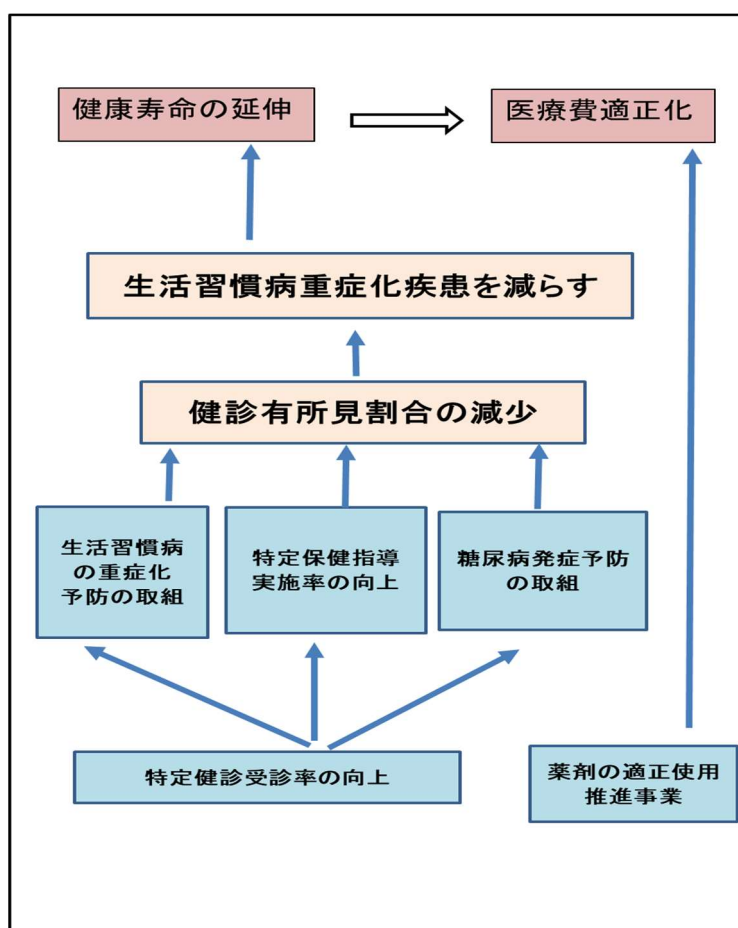 健康寿命の延伸
医療費適正化
生活習慣病重症化疾患を減らす
健診有所見割合の減少
生活習慣病
の重症化
予防の取組
特定保健指導
実施率の向上
糖尿病発症予防
の取組
特定健診受診率の向上
薬剤の適正使用
推進事業